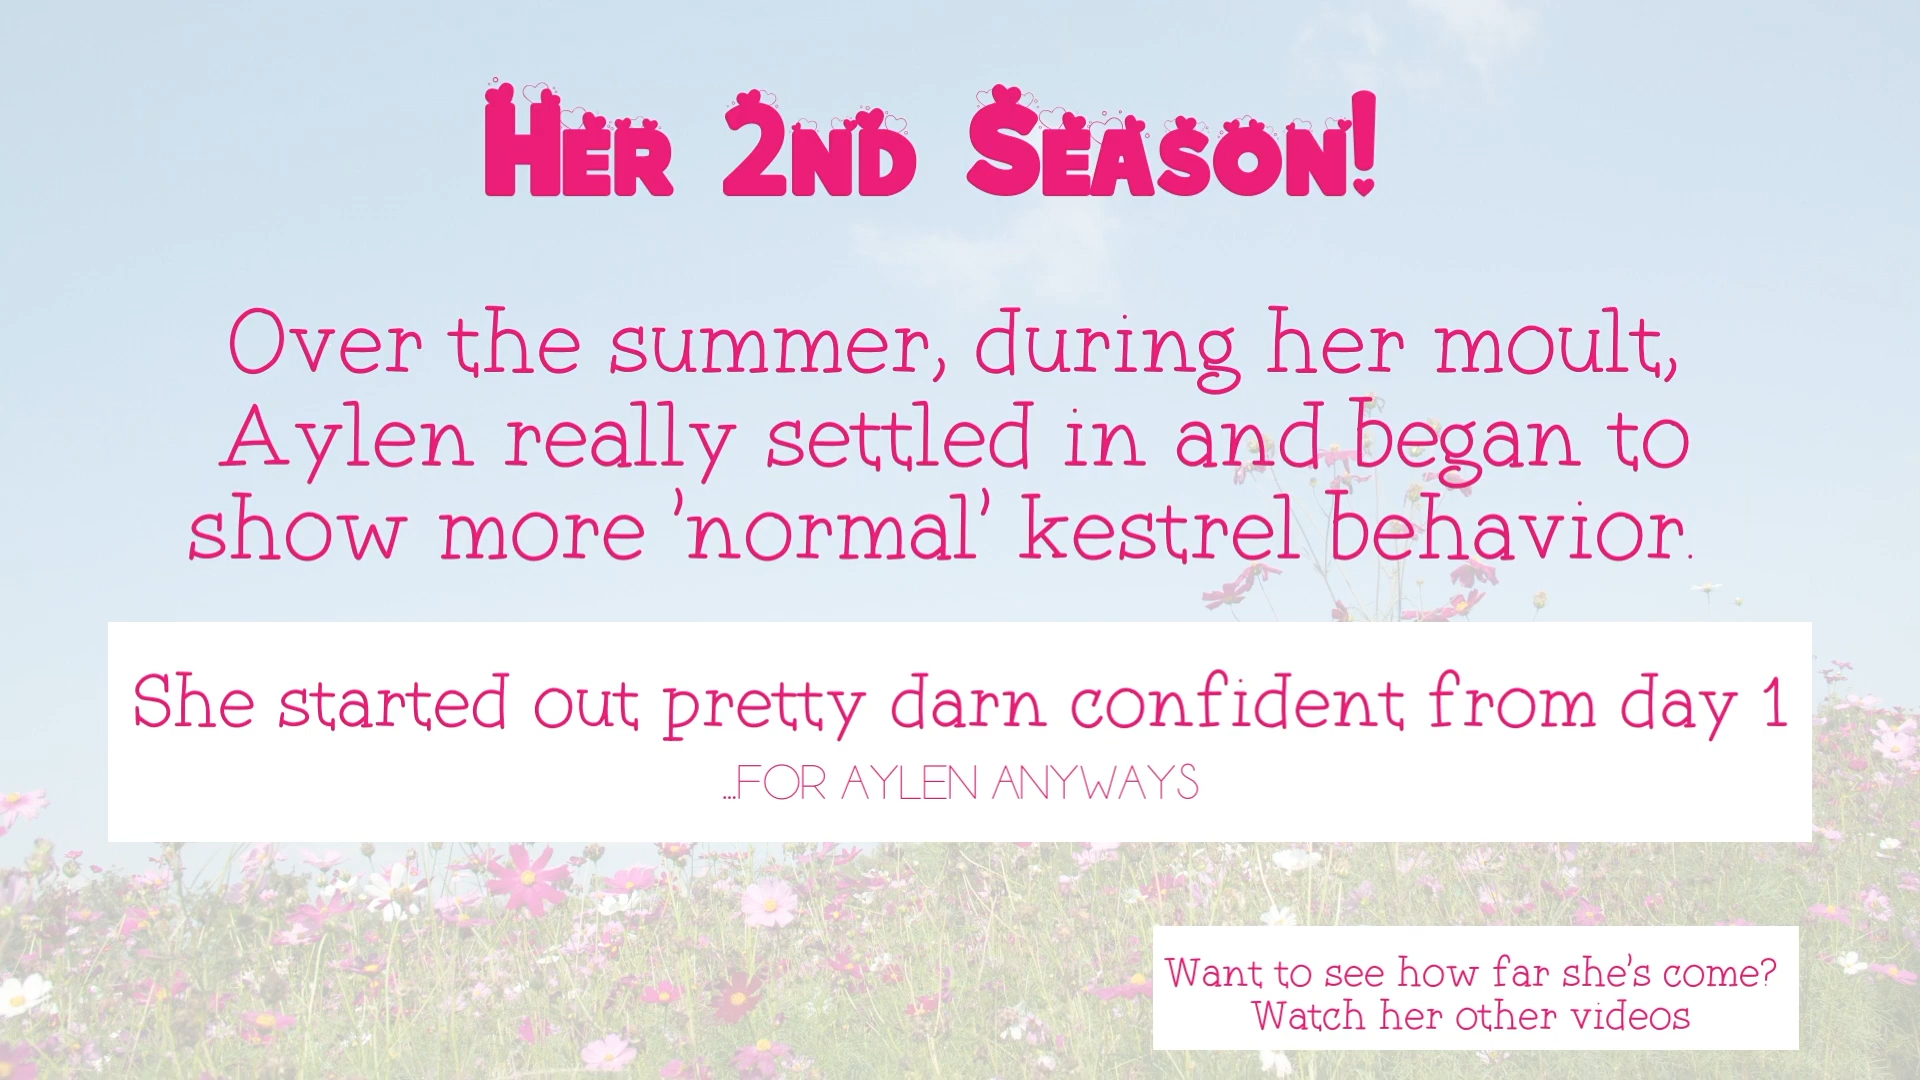 Her 2nd Season!
Over the summer, during her moult,
Aylen really settled in and began to
show more 'normal' kestrel behavior.
She started out pretty darn confident from day 1
...FOR AYLEN ANYWAYS
Want to see how far she's come?
Watch her other videos